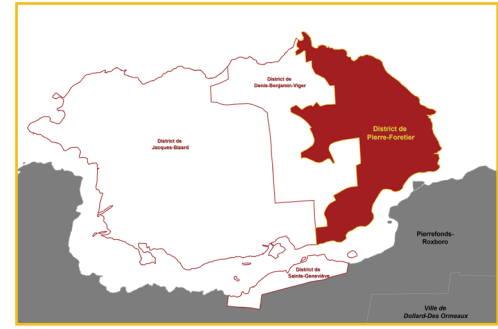 District de
Denis-Benjamin-Viger
District de
Pierre-Foretier
District de
Jacques-Bizard
Pierrefonds-
Roxboro
District de
Sainte-Geneviève
Ville de
Dollard-Des Ormeaux